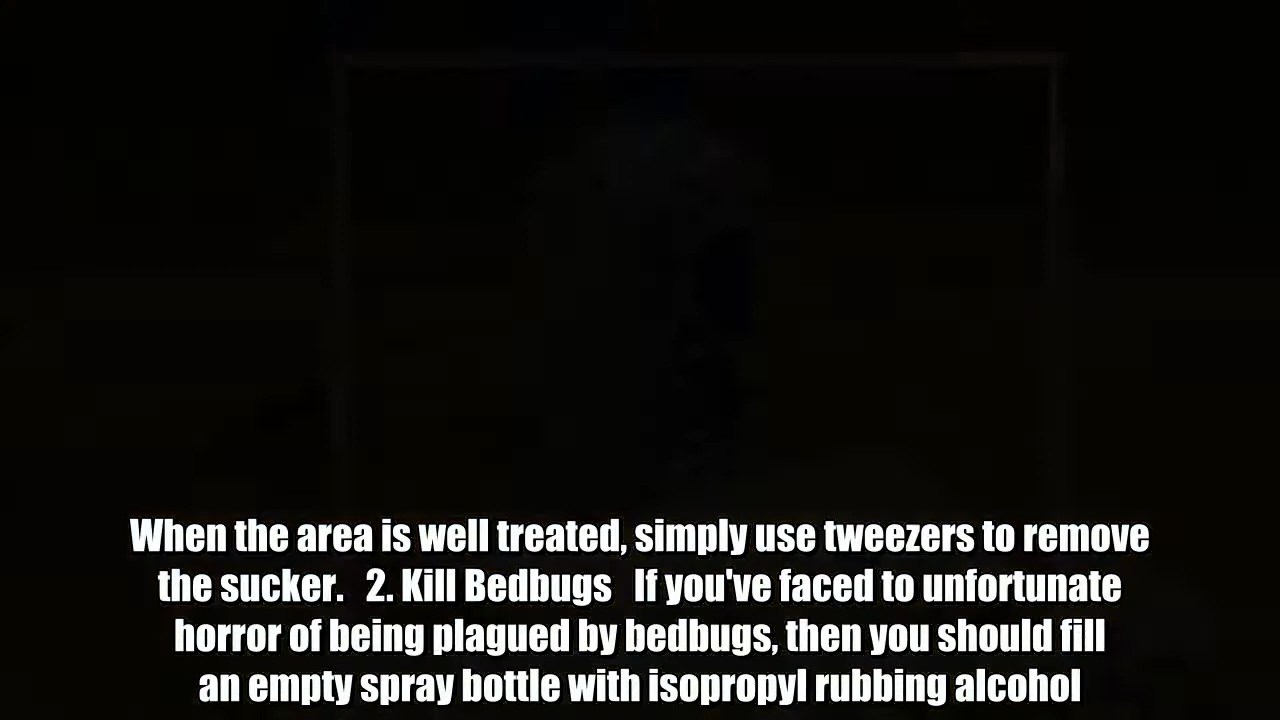 When the area is well treated, simply use tweezers to remove
the sucker.   2. Kill Bedbugs   If you've faced to unfortunate
horror of being plagued by bedbugs, then you should fill
an empty spray bottle with isopropyl rubbing alcohol